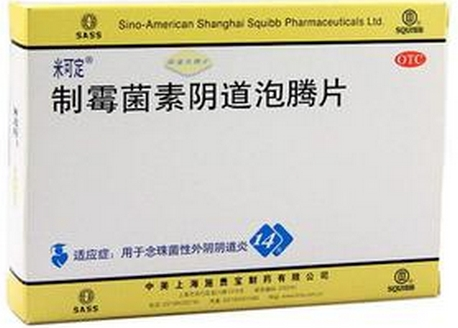 SASS
Sino-American Shanghai Squibb Pharmaceuticals Ltd.
SQUIBB
米可定®
OTC
制霉菌素阴道泡腾片
适应症：用于念珠菌性外阴阴道炎
14
SASS
中美上海施贵宝制药有限公司
SQUIBB